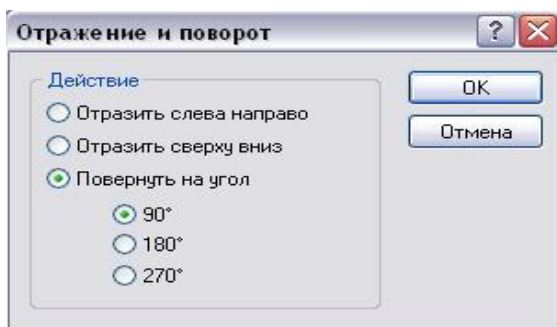 Отражение и поворот
Действие
Отразить слева направо
Отразить сверху вниз
Повернуть на угол
90°
180°
270°
OK
Отмена